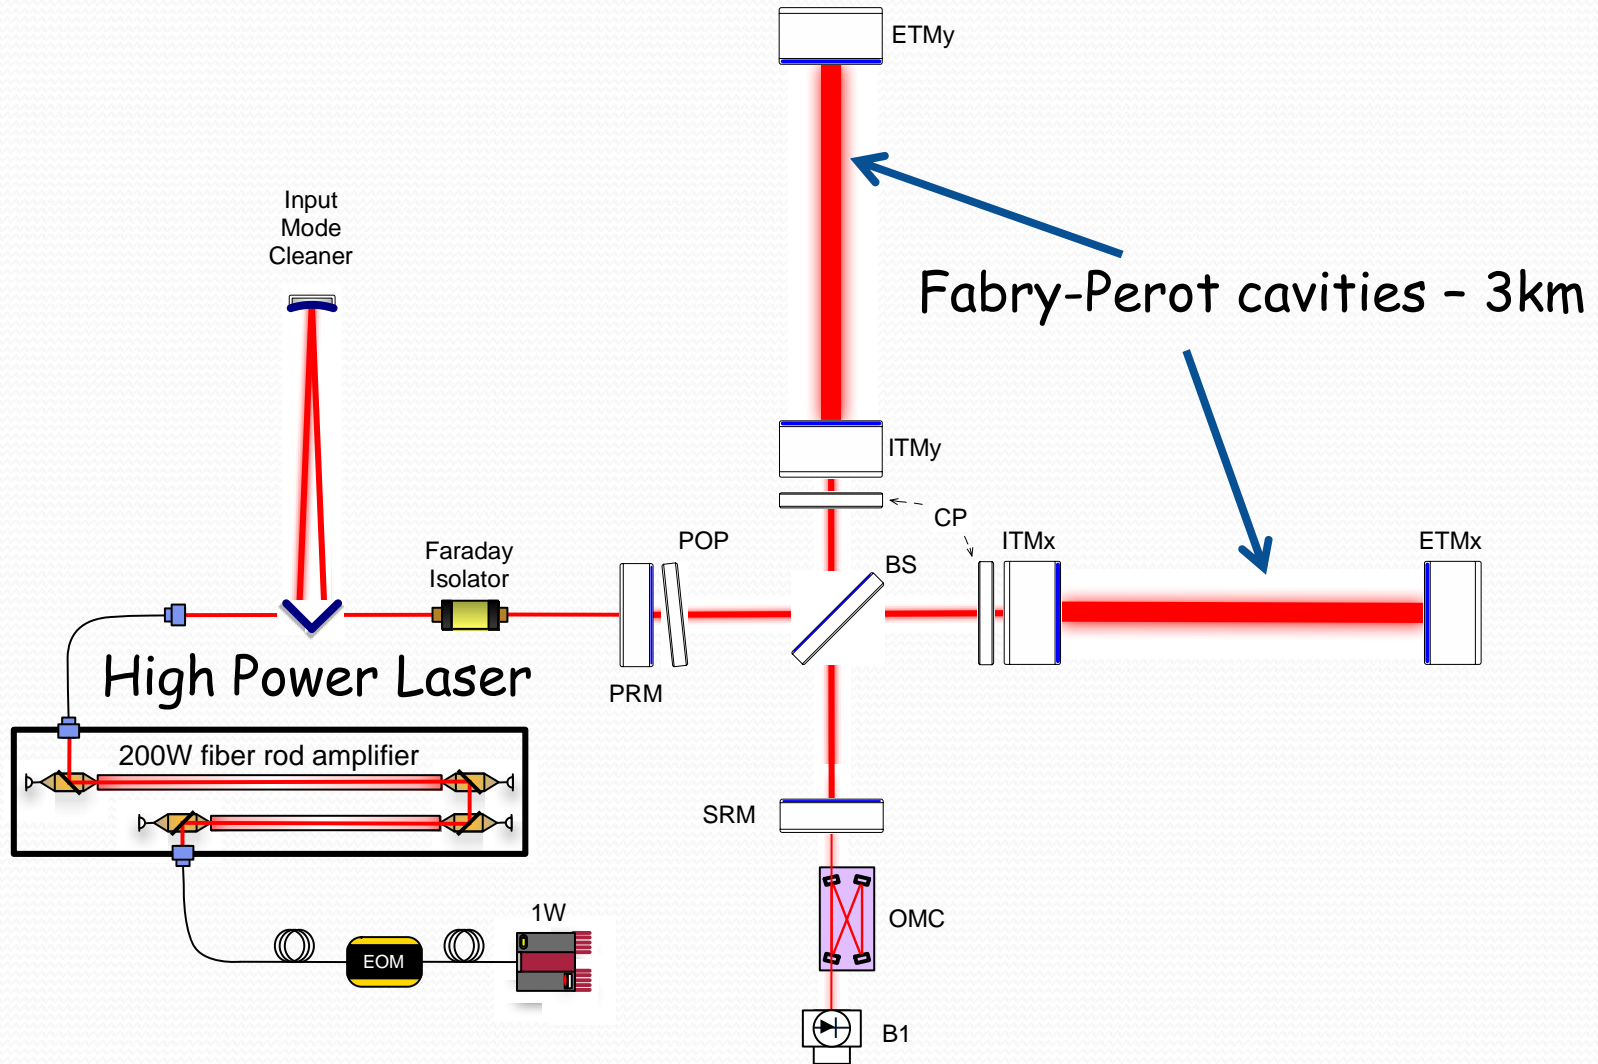 ETMy
Input
Mode
Cleaner
Fabry-Perot cavities – 3km
ITMy
CP
POP
BS
ITMx
ETMx
Faraday
Isolator
High Power Laser
PRM
200W fiber rod amplifier
SRM
1W
OMC
EOM
B1